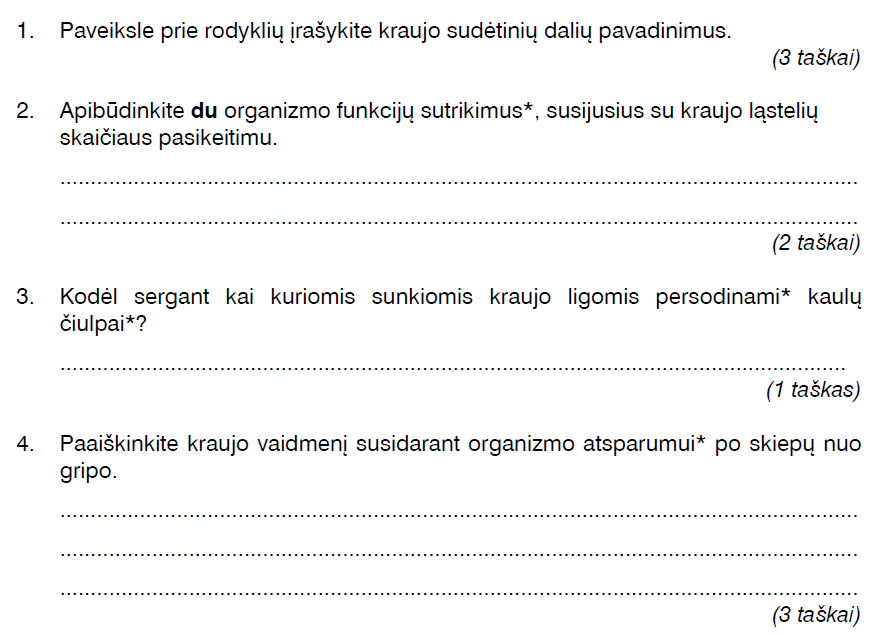 1. Paveiksle prie rodyklių įrašykite kraujo sudėtinių dalių pavadinimus.
(3 taškai)
2. Apibūdinkite du organizmo funkcijų sutrikimus*, susijusius su kraujo ląstelių
skaičiaus pasikeitimu.
....................................................................................................................................
....................................................................................................................................
(2 taškai)
3. Kodėl sergant kai kuriomis sunkiomis kraujo ligomis persodinami* kaulų
čiulpai*?
..................................................................................................................................
(1 taškas)
4. Paaiškinkite kraujo vaidmenį susidarant organizmo atsparumui* po skiepų nuo
gripo.
....................................................................................................................................
....................................................................................................................................
....................................................................................................................................
(3 taškai)